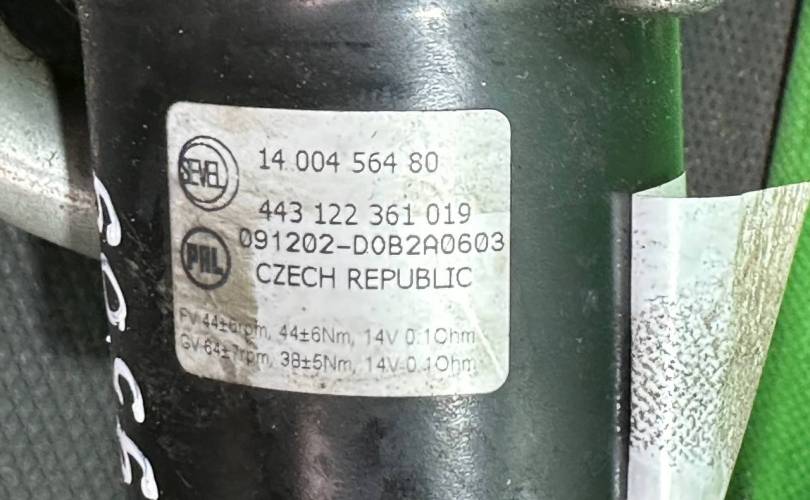 SEVEL
14 004 564 80
443 122 361 019
PAL
091202-D0B2A0603
CZECH REPUBLIC
PV 44±6rpm, 44±6Nm, 14V 0.1Ohm
GV 64±7rpm, 38±5Nm, 14V 0.1Ohm